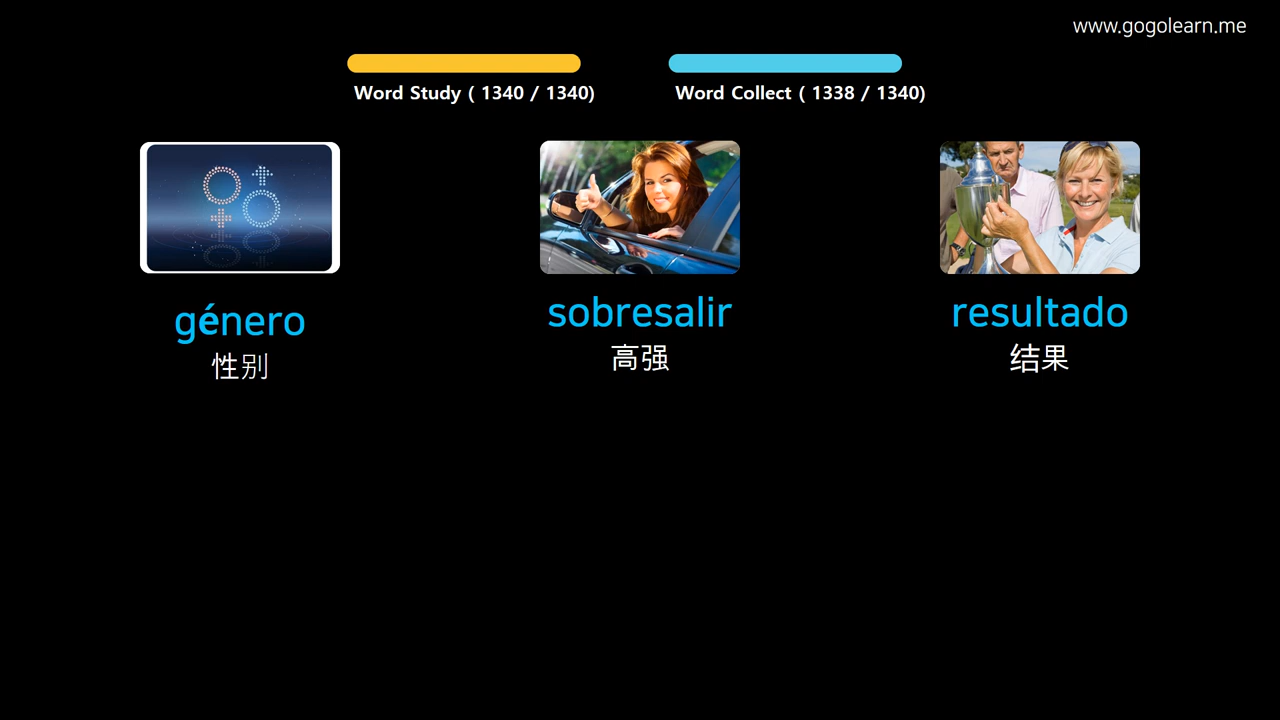 www.gogolearn.me
Word Study ( 1340 / 1340)
Word Collect ( 1338 / 1340)
género
性别
sobresalir
高强
resultado
结果